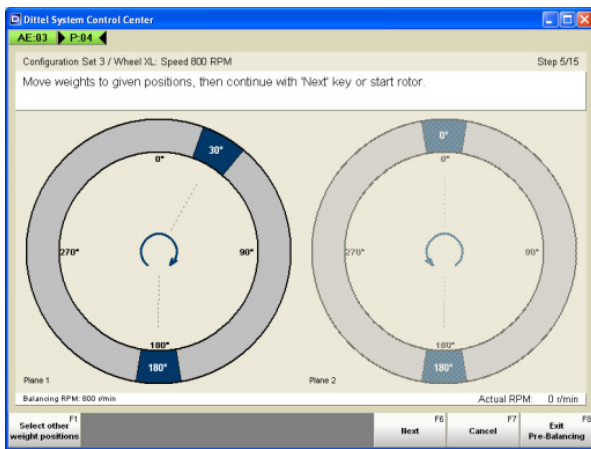 Dittel System Control Center
AE:03 P:04
Configuration Set 3 / Wheel XL: Speed 800 RPM Step 5/15
Move weights to given positions, then continue with 'Next' key or start rotor.
30° 0°
0° 0°
270° 90° 270° 90°
180° 180°
180° 180°
Plane 1 Plane 2
Balancing RPM: 800 r/min Actual RPM: 0 r/min
F1 F6 F7 F8
Select other weight positions Next Cancel Exit Pre-Balancing